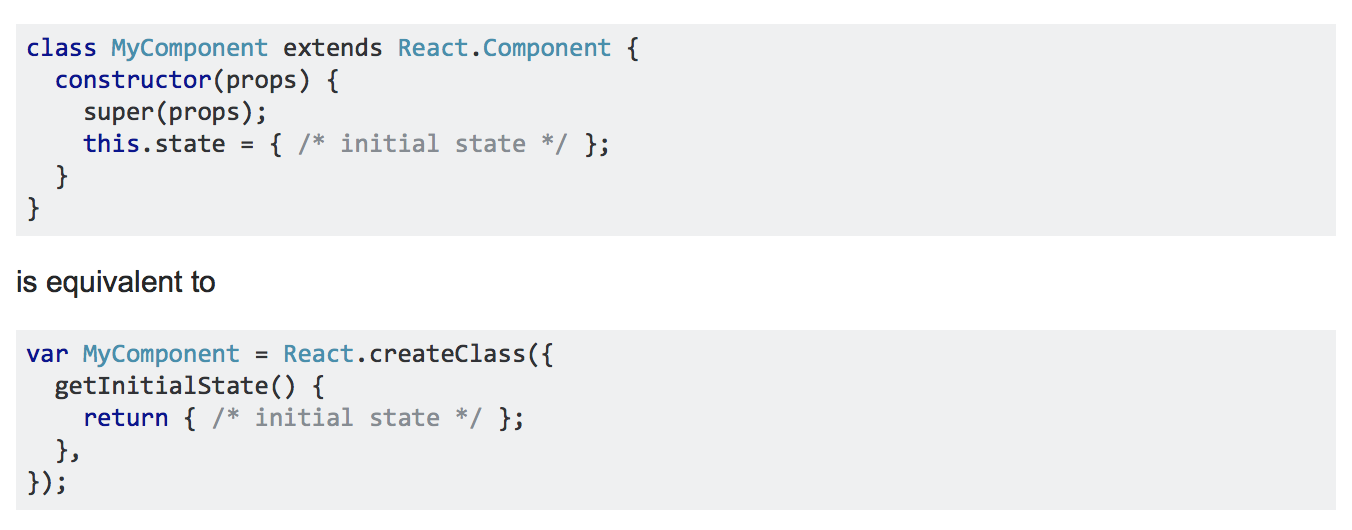 class MyComponent extends React.Component {
  constructor(props) {
    super(props);
    this.state = { /* initial state */ };
  }
}
is equivalent to
var MyComponent = React.createClass({
  getInitialState() {
    return { /* initial state */ };
  },
});